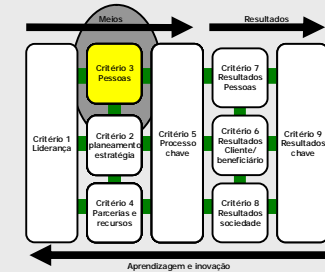 Meios
Resultados
Critério 1
Liderança
Critério 3
Pessoas
Critério 2
planeamento
estratégia
Critério 4
Parcerias e
recursos
Critério 5
Processo
chave
Critério 7
Resultados
Pessoas
Critério 6
Resultados
Cliente/
beneficiário
Critério 8
Resultados
sociedade
Critério 9
Resultados
chave
Aprendizagem e inovação